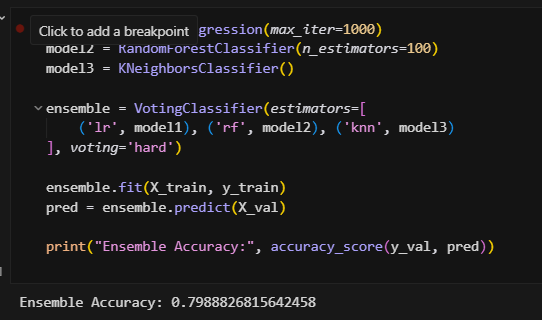 Click to add a breakpoint gression(max_iter=1000)
model2 = RandomForestClassifier(n_estimators=100)
model3 = KNeighborsClassifier()
ensemble = VotingClassifier(estimators=[
('lr', model1), ('rf', model2), ('knn', model3)
], voting='hard')
ensemble.fit(X_train, y_train)
pred = ensemble.predict(X_val)
print("Ensemble Accuracy:", accuracy_score(y_val, pred))
Ensemble Accuracy: 0.7988826815642458